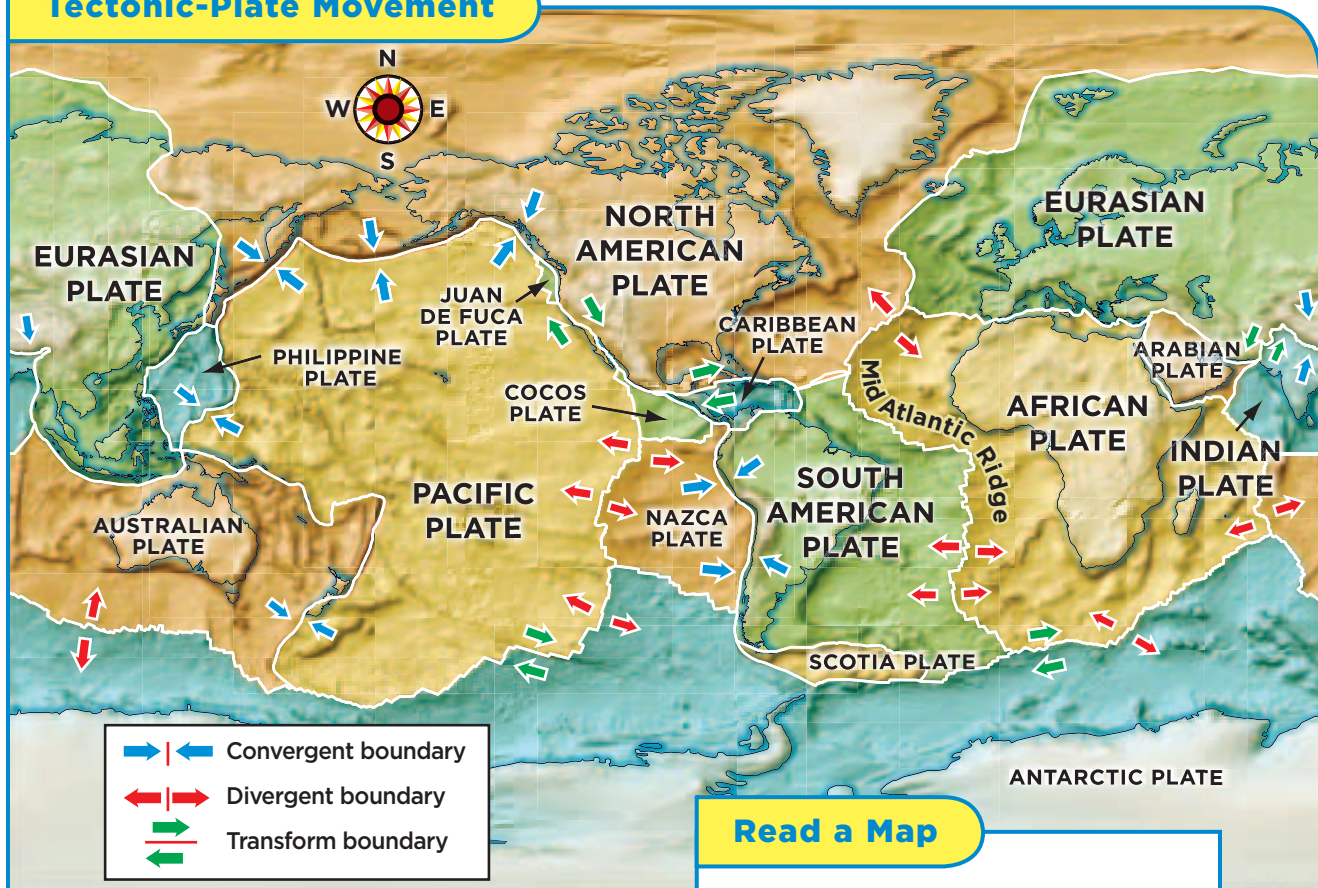 Tectonic-Plate Movement
N
W
E
S
EURASIAN
PLATE
NORTH
AMERICAN
PLATE
EURASIAN
PLATE
JUAN
DE FUCA
PLATE
CARIBBEAN
PLATE
PHILIPPINE
PLATE
ARABIAN
PLATE
COCOS
PLATE
Mid Atlantic Ridge
AFRICAN
PLATE
INDIAN
PLATE
PACIFIC
PLATE
SOUTH
AMERICAN
PLATE
NAZCA
PLATE
AUSTRALIAN
PLATE
SCOTIA PLATE
ANTARCTIC PLATE
Convergent boundary
Divergent boundary
Transform boundary
Read a Map